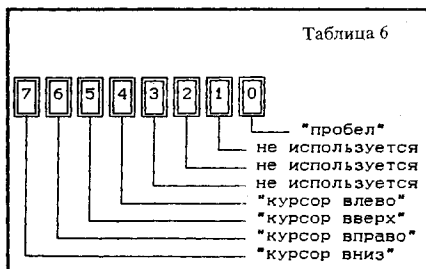 Таблица 6
7 6 5 4 3 2 1 0
"пробел"
не используется
не используется
не используется
"курсор влево"
"курсор вверх"
"курсор вправо"
"курсор вниз"